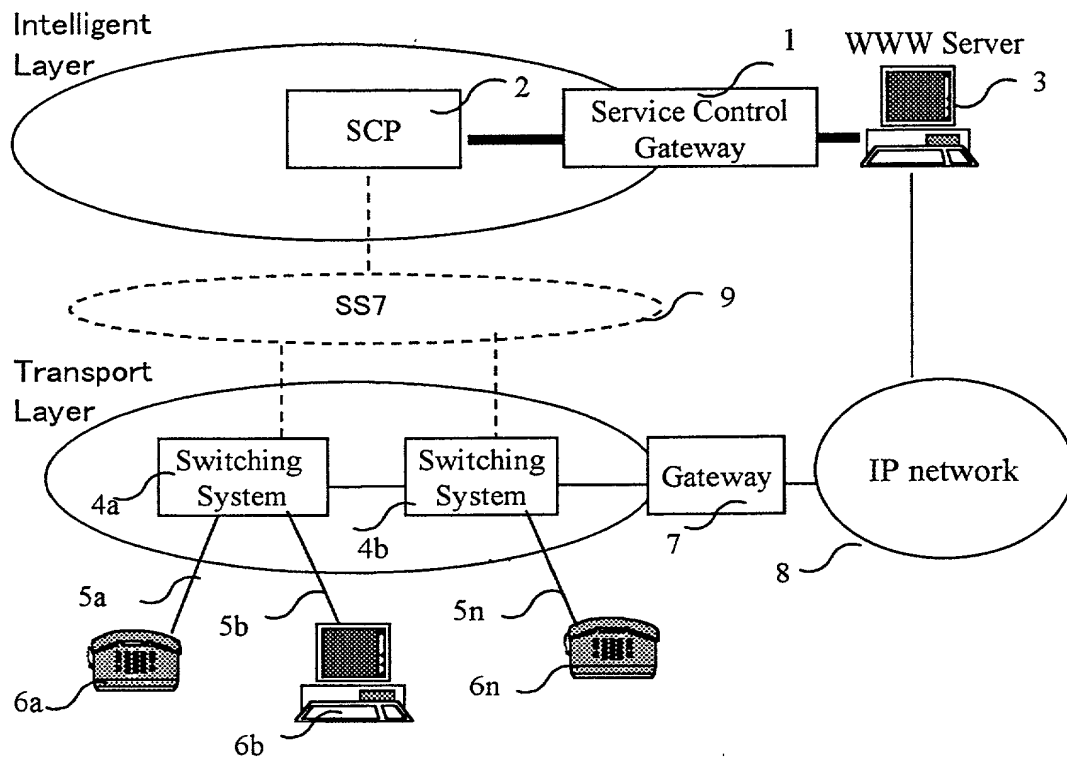 Intelligent
Layer
1
WWW Server
2
3
SCP
Service Control
Gateway
SS7
9
Transport
Layer
Switching
System
4a
Switching
System
4b
Gateway
7
IP network
8
5a
5b
5n
6a
6b
6n